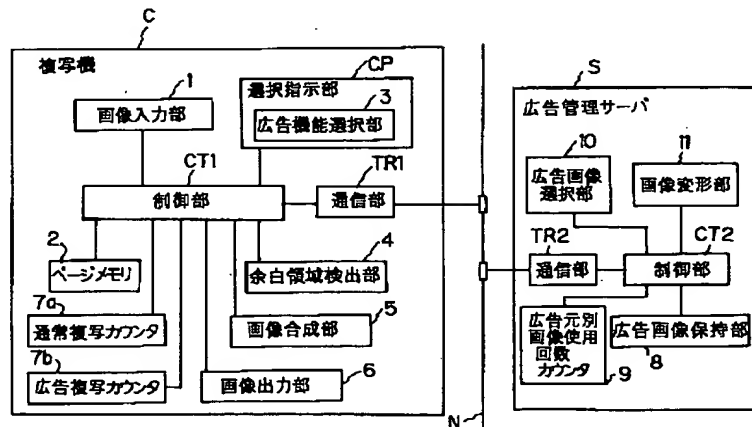 C
複写機
1
画像入力部
CP
選択指示部
3
広告機能選択部
CT1
制御部
TR1
通信部
2
ページメモリ
4
余白領域検出部
7a
通常複写カウンタ
5
画像合成部
7b
広告複写カウンタ
6
画像出力部
N
S
広告管理サーバ
10
広告画像
選択部
11
画像変形部
TR2
通信部
CT2
制御部
広告元別
画像使用
回数
カウンタ
9
広告画像保持部
8